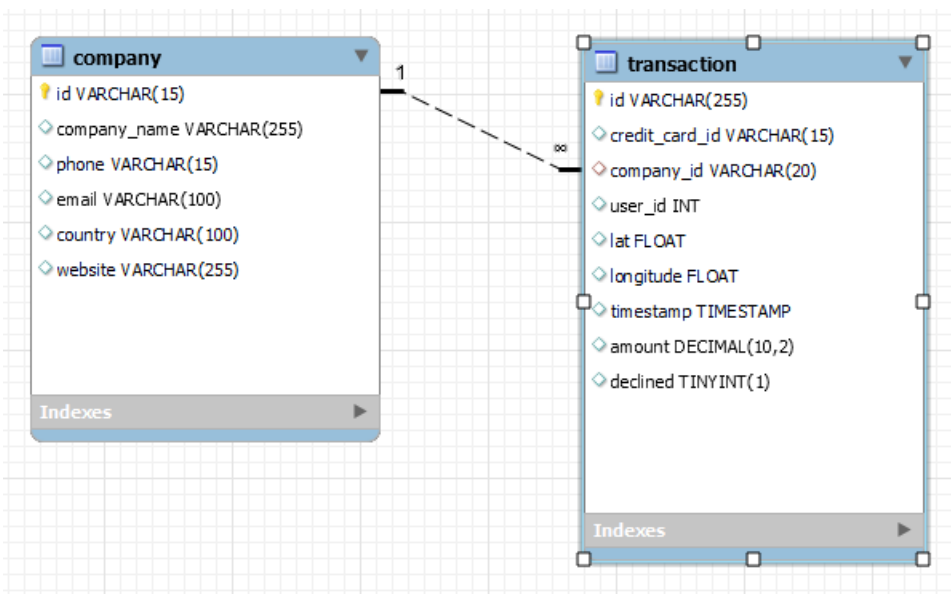 company
id VARCHAR(15)
company_name VARCHAR(255)
phone VARCHAR(15)
email VARCHAR(100)
country VARCHAR(100)
website VARCHAR(255)
Indexes
1
∞
transaction
id VARCHAR(255)
credit_card_id VARCHAR(15)
company_id VARCHAR(20)
user_id INT
lat FLOAT
longitude FLOAT
timestamp TIMESTAMP
amount DECIMAL(10,2)
declined TINYINT(1)
Indexes